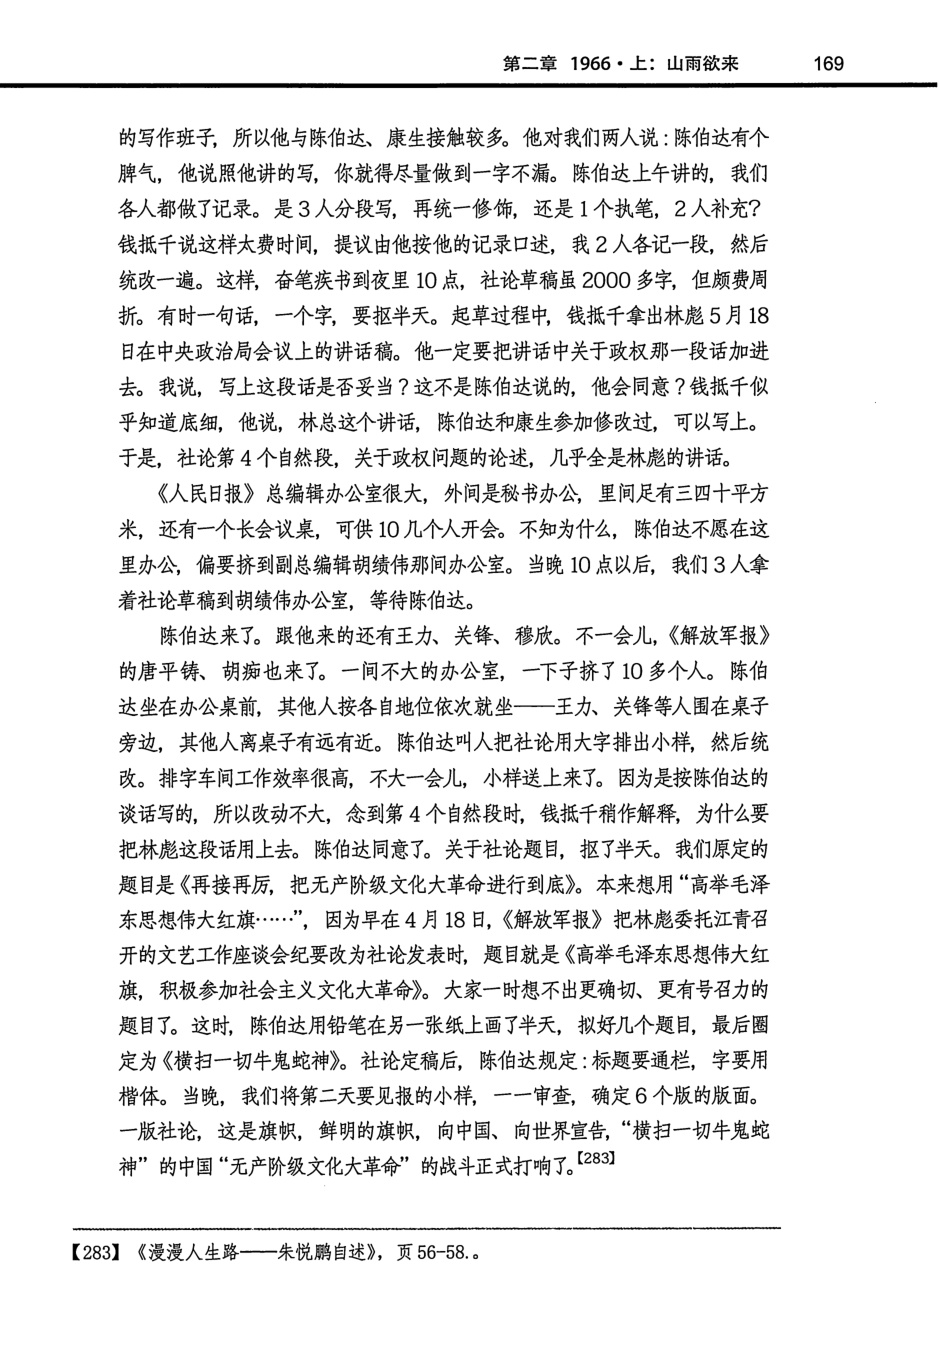 第二章 1966·上：山雨欲来 169
的写作班子，所以他与陈伯达、康生接触较多。他对我们两人说：陈伯达有个
脾气，他说照他讲的写，你就得尽量做到一字不漏。陈伯达上午讲的，我们
各人都做了记录。是3人分段写，再统一修饰，还是1个执笔，2人补充？
钱抵千说这样太费时间，提议由他按他的记录口述，我2人各记一段，然后
统改一遍。这样，奋笔疾书到夜里10点，社论草稿虽2000多字，但颇费周
折。有时一句话，一个字，要抠半天。起草过程中，钱抵千拿出林彪5月18
日在中央政治局会议上的讲话稿。他一定要把讲话中关于政权那一段话加进
去。我说，写上这段话是否妥当？这不是陈伯达说的，他会同意？钱抵千似
乎知道底细，他说，林总这个讲话，陈伯达和康生参加修改过，可以写上。
于是，社论第4个自然段，关于政权问题的论述，几乎全是林彪的讲话。
《人民日报》总编辑办公室很大，外间是秘书办公，里间足有三四十平方
米，还有一个长会议桌，可供10几个人开会。不知为什么，陈伯达不愿在这
里办公，偏要挤到副总编辑胡绩伟那间办公室。当晚10点以后，我们3人拿
着社论草稿到胡绩伟办公室，等待陈伯达。
陈伯达来了。跟他来的还有王力、关锋、穆欣。不一会儿，《解放军报》
的唐平铸、胡痴也来了。一间不大的办公室，一下子挤了10多个人。陈伯
达坐在办公桌前，其他人按各自地位依次就坐——王力、关锋等人围在桌子
旁边，其他人离桌子有远有近。陈伯达叫人把社论用大字排出小样，然后统
改。排字车间工作效率很高，不大一会儿，小样送上来了。因为是按陈伯达的
谈话写的，所以改动不大，念到第4个自然段时，钱抵千稍作解释，为什么要
把林彪这段话用上去。陈伯达同意了。关于社论题目，抠了半天。我们原定的
题目是《再接再厉，把无产阶级文化大革命进行到底》。本来想用“高举毛泽
东思想伟大红旗……”，因为早在4月18日，《解放军报》把林彪委托江青召
开的文艺工作座谈会纪要改为社论发表时，题目就是《高举毛泽东思想伟大红
旗，积极参加社会主义文化大革命》。大家一时想不出更确切、更有号召力的
题目了。这时，陈伯达用铅笔在另一张纸上画了半天，拟好几个题目，最后圈
定为《横扫一切牛鬼蛇神》。社论定稿后，陈伯达规定：标题要通栏，字要用
楷体。当晚，我们将第二天要见报的小样，一一审查，确定6个版的版面。
一版社论，这是旗帜，鲜明的旗帜，向中国、向世界宣告，“横扫一切牛鬼蛇
神”的中国“无产阶级文化大革命”的战斗正式打响了。【283】
【283】《漫漫人生路——朱悦鹏自述》，页56-58.。